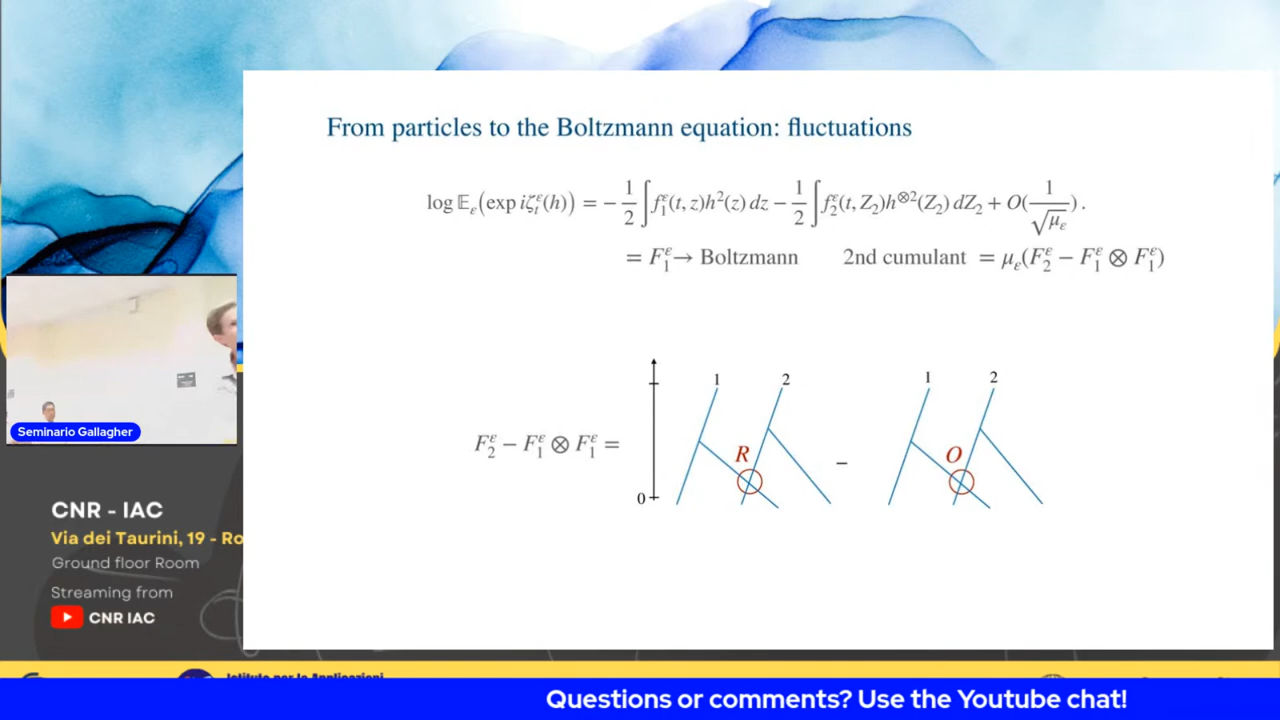 From particles to the Boltzmann equation: fluctuations
log 𝔼_ε(exp iζ_t^ε(h)) = − 1/2 ∫ f_1^ε(t, z)h²(z) dz − 1/2 ∫ f_2^ε(t, Z_2)h^{⊗2}(Z_2) dZ_2 + O(1/√μ_ε) .
= F_1^ε → Boltzmann 2nd cumulant = μ_ε(F_2^ε − F_1^ε ⊗ F_1^ε)
1 2 1 2
F_2^ε − F_1^ε ⊗ F_1^ε = R − O
0
Seminario Gallagher
CNR - IAC
Via dei Taurini, 19 - Ro
Ground floor Room
Streaming from
CNR IAC
Questions or comments? Use the Youtube chat!